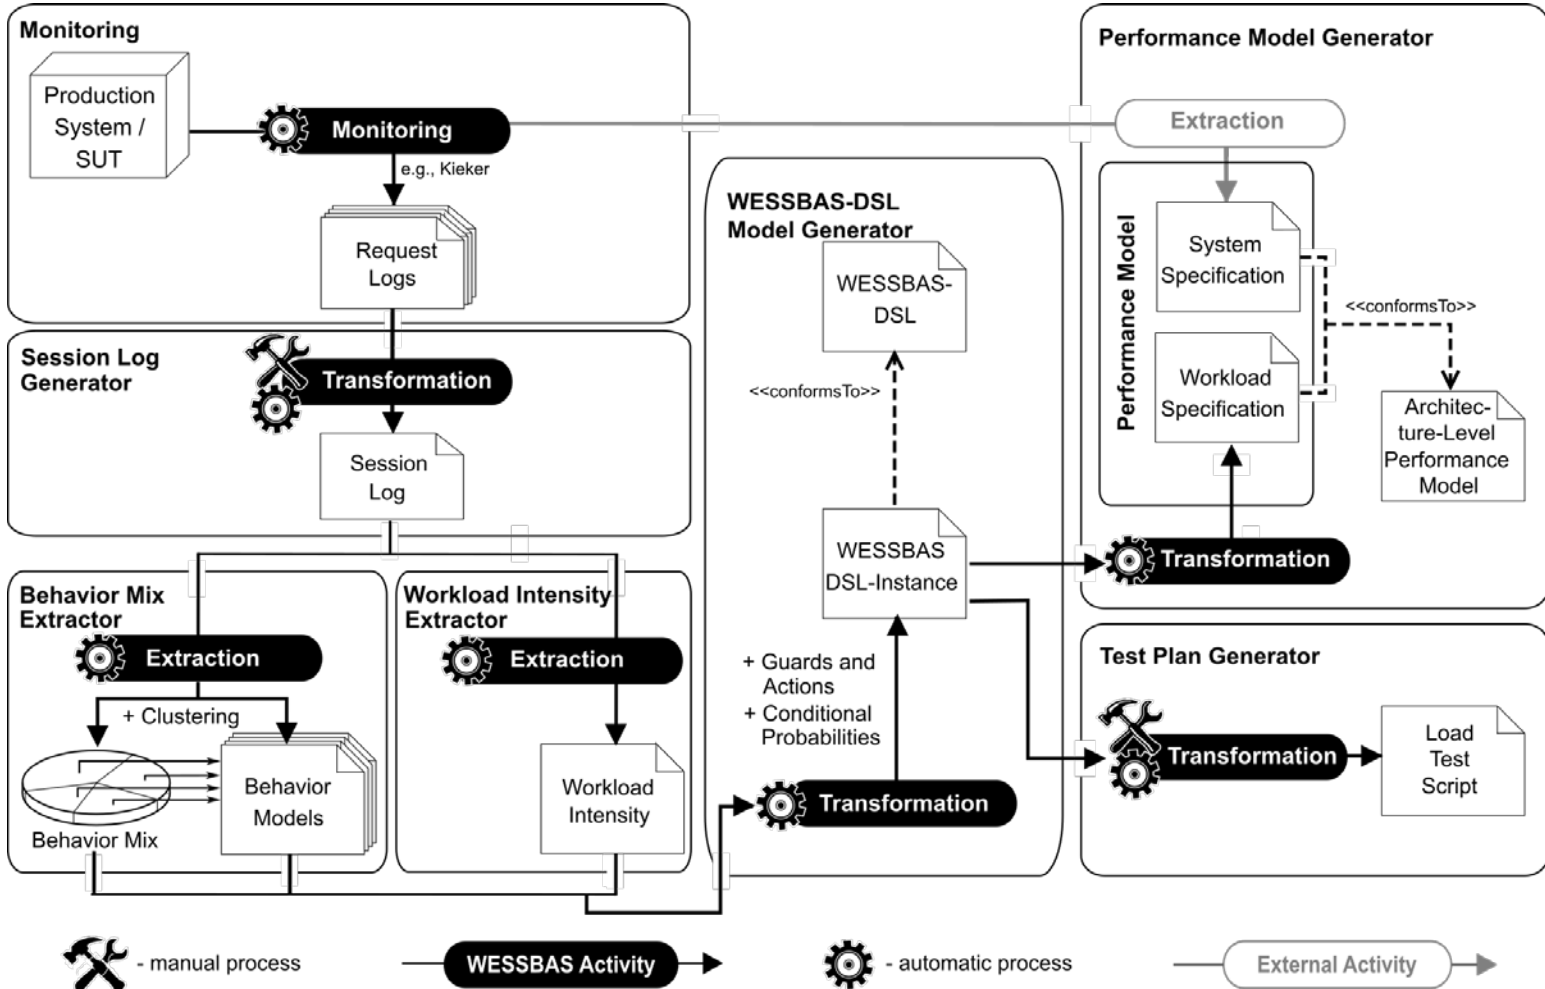 Monitoring
Production
System /
SUT
Monitoring
e.g., Kieker
Request
Logs
Session Log
Generator
Transformation
Session
Log
Behavior Mix
Extractor
Extraction
+ Clustering
Behavior Mix
Behavior
Models
Workload Intensity
Extractor
Extraction
Workload
Intensity
WESSBAS-DSL
Model Generator
WESSBAS-
DSL
<<conformsTo>>
WESSBAS
DSL-Instance
+ Guards and
Actions
+ Conditional
Probabilities
Transformation
Performance Model Generator
Extraction
Performance Model
System
Specification
Workload
Specification
<<conformsTo>>
Architec-
ture-Level
Performance
Model
Transformation
Test Plan Generator
Transformation
Load
Test
Script
- manual process
WESSBAS Activity
- automatic process
External Activity